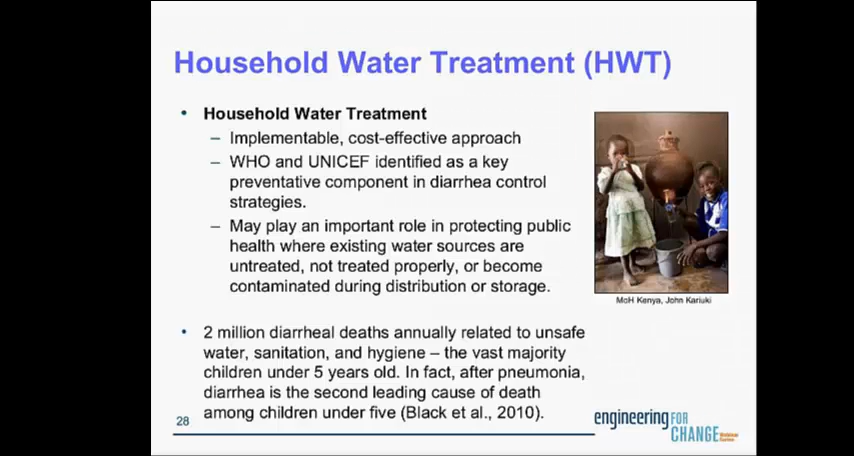 Household Water Treatment (HWT)
• Household Water Treatment
– Implementable, cost-effective approach
– WHO and UNICEF identified as a key
preventative component in diarrhea control
strategies.
– May play an important role in protecting public
health where existing water sources are
untreated, not treated properly, or become
contaminated during distribution or storage.
MoH Kenya, John Kariuki
• 2 million diarrheal deaths annually related to unsafe
water, sanitation, and hygiene – the vast majority
children under 5 years old. In fact, after pneumonia,
diarrhea is the second leading cause of death
among children under five (Black et al., 2010).
28
engineering FOR
CHANGE Webinar
Series